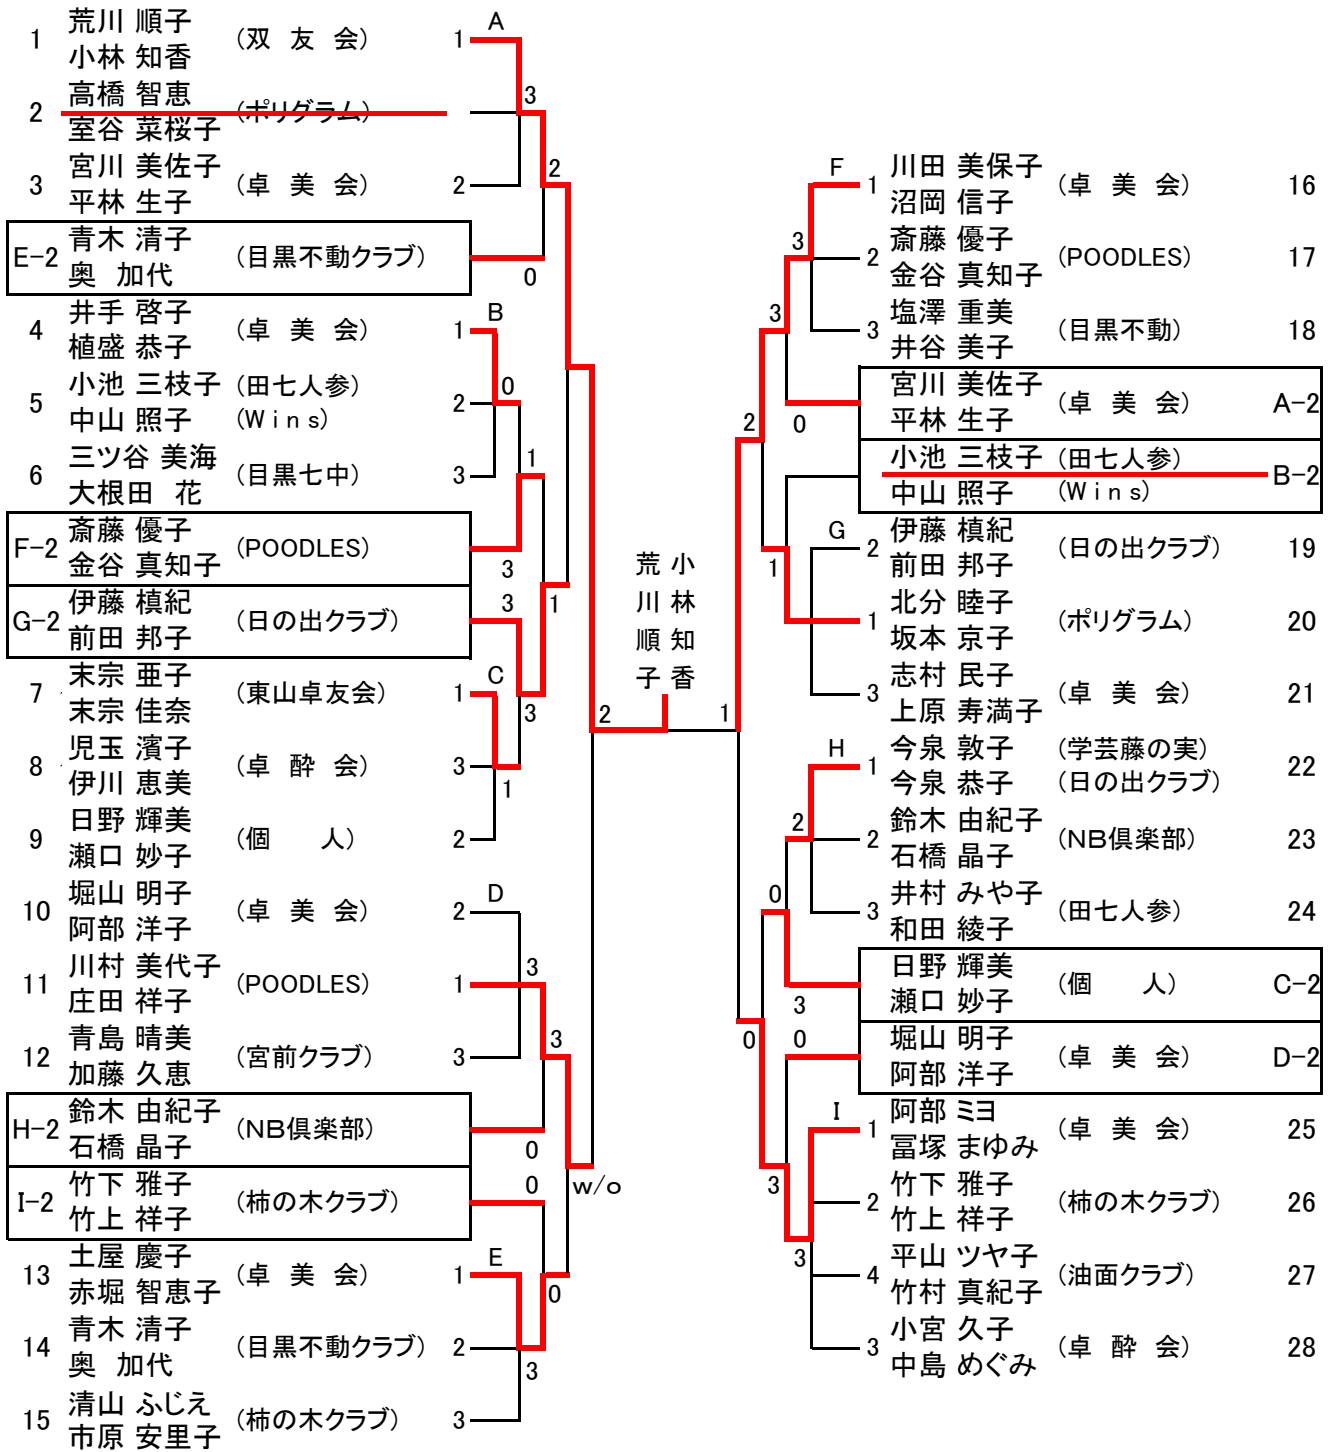 荒川 順子
1 (双 友 会) 1 A
小林 知香
高橋 智恵
2 (ポリグラム) 3
室谷 菜桜子
宮川 美佐子
3 (卓 美 会) 2 2
平林 生子
青木 清子
E-2 (目黒不動クラブ) 0
奥 加代
井手 啓子
4 (卓 美 会) 1 B
植盛 恭子
小池 三枝子 (田七人参)
5 2 0
中山 照子 (Wins)
三ツ谷 美海
6 (目黒七中) 3 1
大根田 花
斎藤 優子
F-2 (POODLES) 3
金谷 真知子
伊藤 槙紀
G-2 (日の出クラブ) 3 1
前田 邦子
末宗 亜子
7 (東山卓友会) 1 C 3
末宗 佳奈
児玉 濱子
8 (卓 酔 会) 3 1
伊川 恵美
日野 輝美
9 (個 人) 2
瀬口 妙子
堀山 明子
10 (卓 美 会) 2 D
阿部 洋子
川村 美代子
11 (POODLES) 1 3
庄田 祥子
青島 晴美
12 (宮前クラブ) 3 3
加藤 久恵
鈴木 由紀子
H-2 (NB倶楽部) 0
石橋 晶子
竹下 雅子
I-2 (柿の木クラブ) 0 w/o
竹上 祥子
土屋 慶子
13 (卓 美 会) 1 E 0
赤堀 智恵子
青木 清子
14 (目黒不動クラブ) 2 3
奥 加代
清山 ふじえ
15 (柿の木クラブ) 3
市原 安里子
荒川順子
小林知香
2 1
川田 美保子
F 1 (卓 美 会) 16
沼岡 信子
斎藤 優子
3 2 (POODLES) 17
金谷 真知子
塩澤 重美
3 3 (目黒不動) 18
井谷 美子
宮川 美佐子
2 0 (卓 美 会) A-2
平林 生子
小池 三枝子 (田七人参)
B-2
中山 照子 (Wins)
伊藤 槙紀
1 G 2 (日の出クラブ) 19
前田 邦子
北分 睦子
1 (ポリグラム) 20
坂本 京子
志村 民子
3 (卓 美 会) 21
上原 寿満子
今泉 敦子 (学芸藤の実)
H 1 22
今泉 恭子 (日の出クラブ)
鈴木 由紀子
2 2 (NB倶楽部) 23
石橋 晶子
井村 みや子
0 3 (田七人参) 24
和田 綾子
日野 輝美
3 (個 人) C-2
瀬口 妙子
堀山 明子
0 0 (卓 美 会) D-2
阿部 洋子
阿部 ミヨ
I 1 (卓 美 会) 25
冨塚 まゆみ
竹下 雅子
3 2 (柿の木クラブ) 26
竹上 祥子
平山 ツヤ子
3 4 (油面クラブ) 27
竹村 真紀子
小宮 久子
3 (卓 酔 会) 28
中島 めぐみ